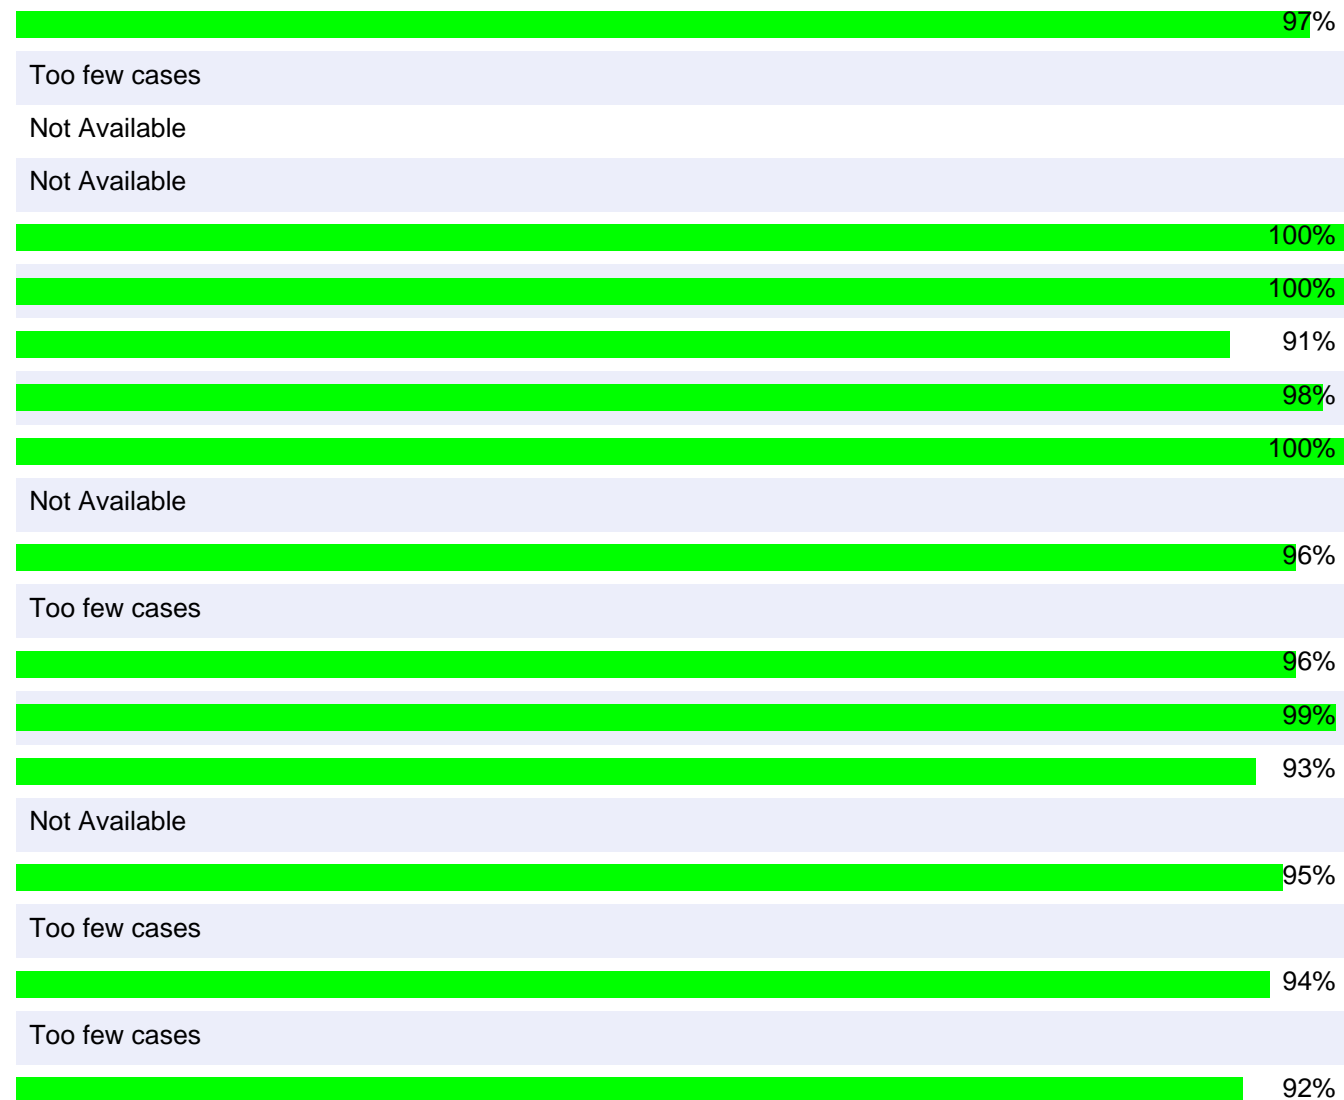 97%
Too few cases
Not Available
Not Available
100%
100%
91%
98%
100%
Not Available
96%
Too few cases
96%
99%
93%
Not Available
95%
Too few cases
94%
Too few cases
92%